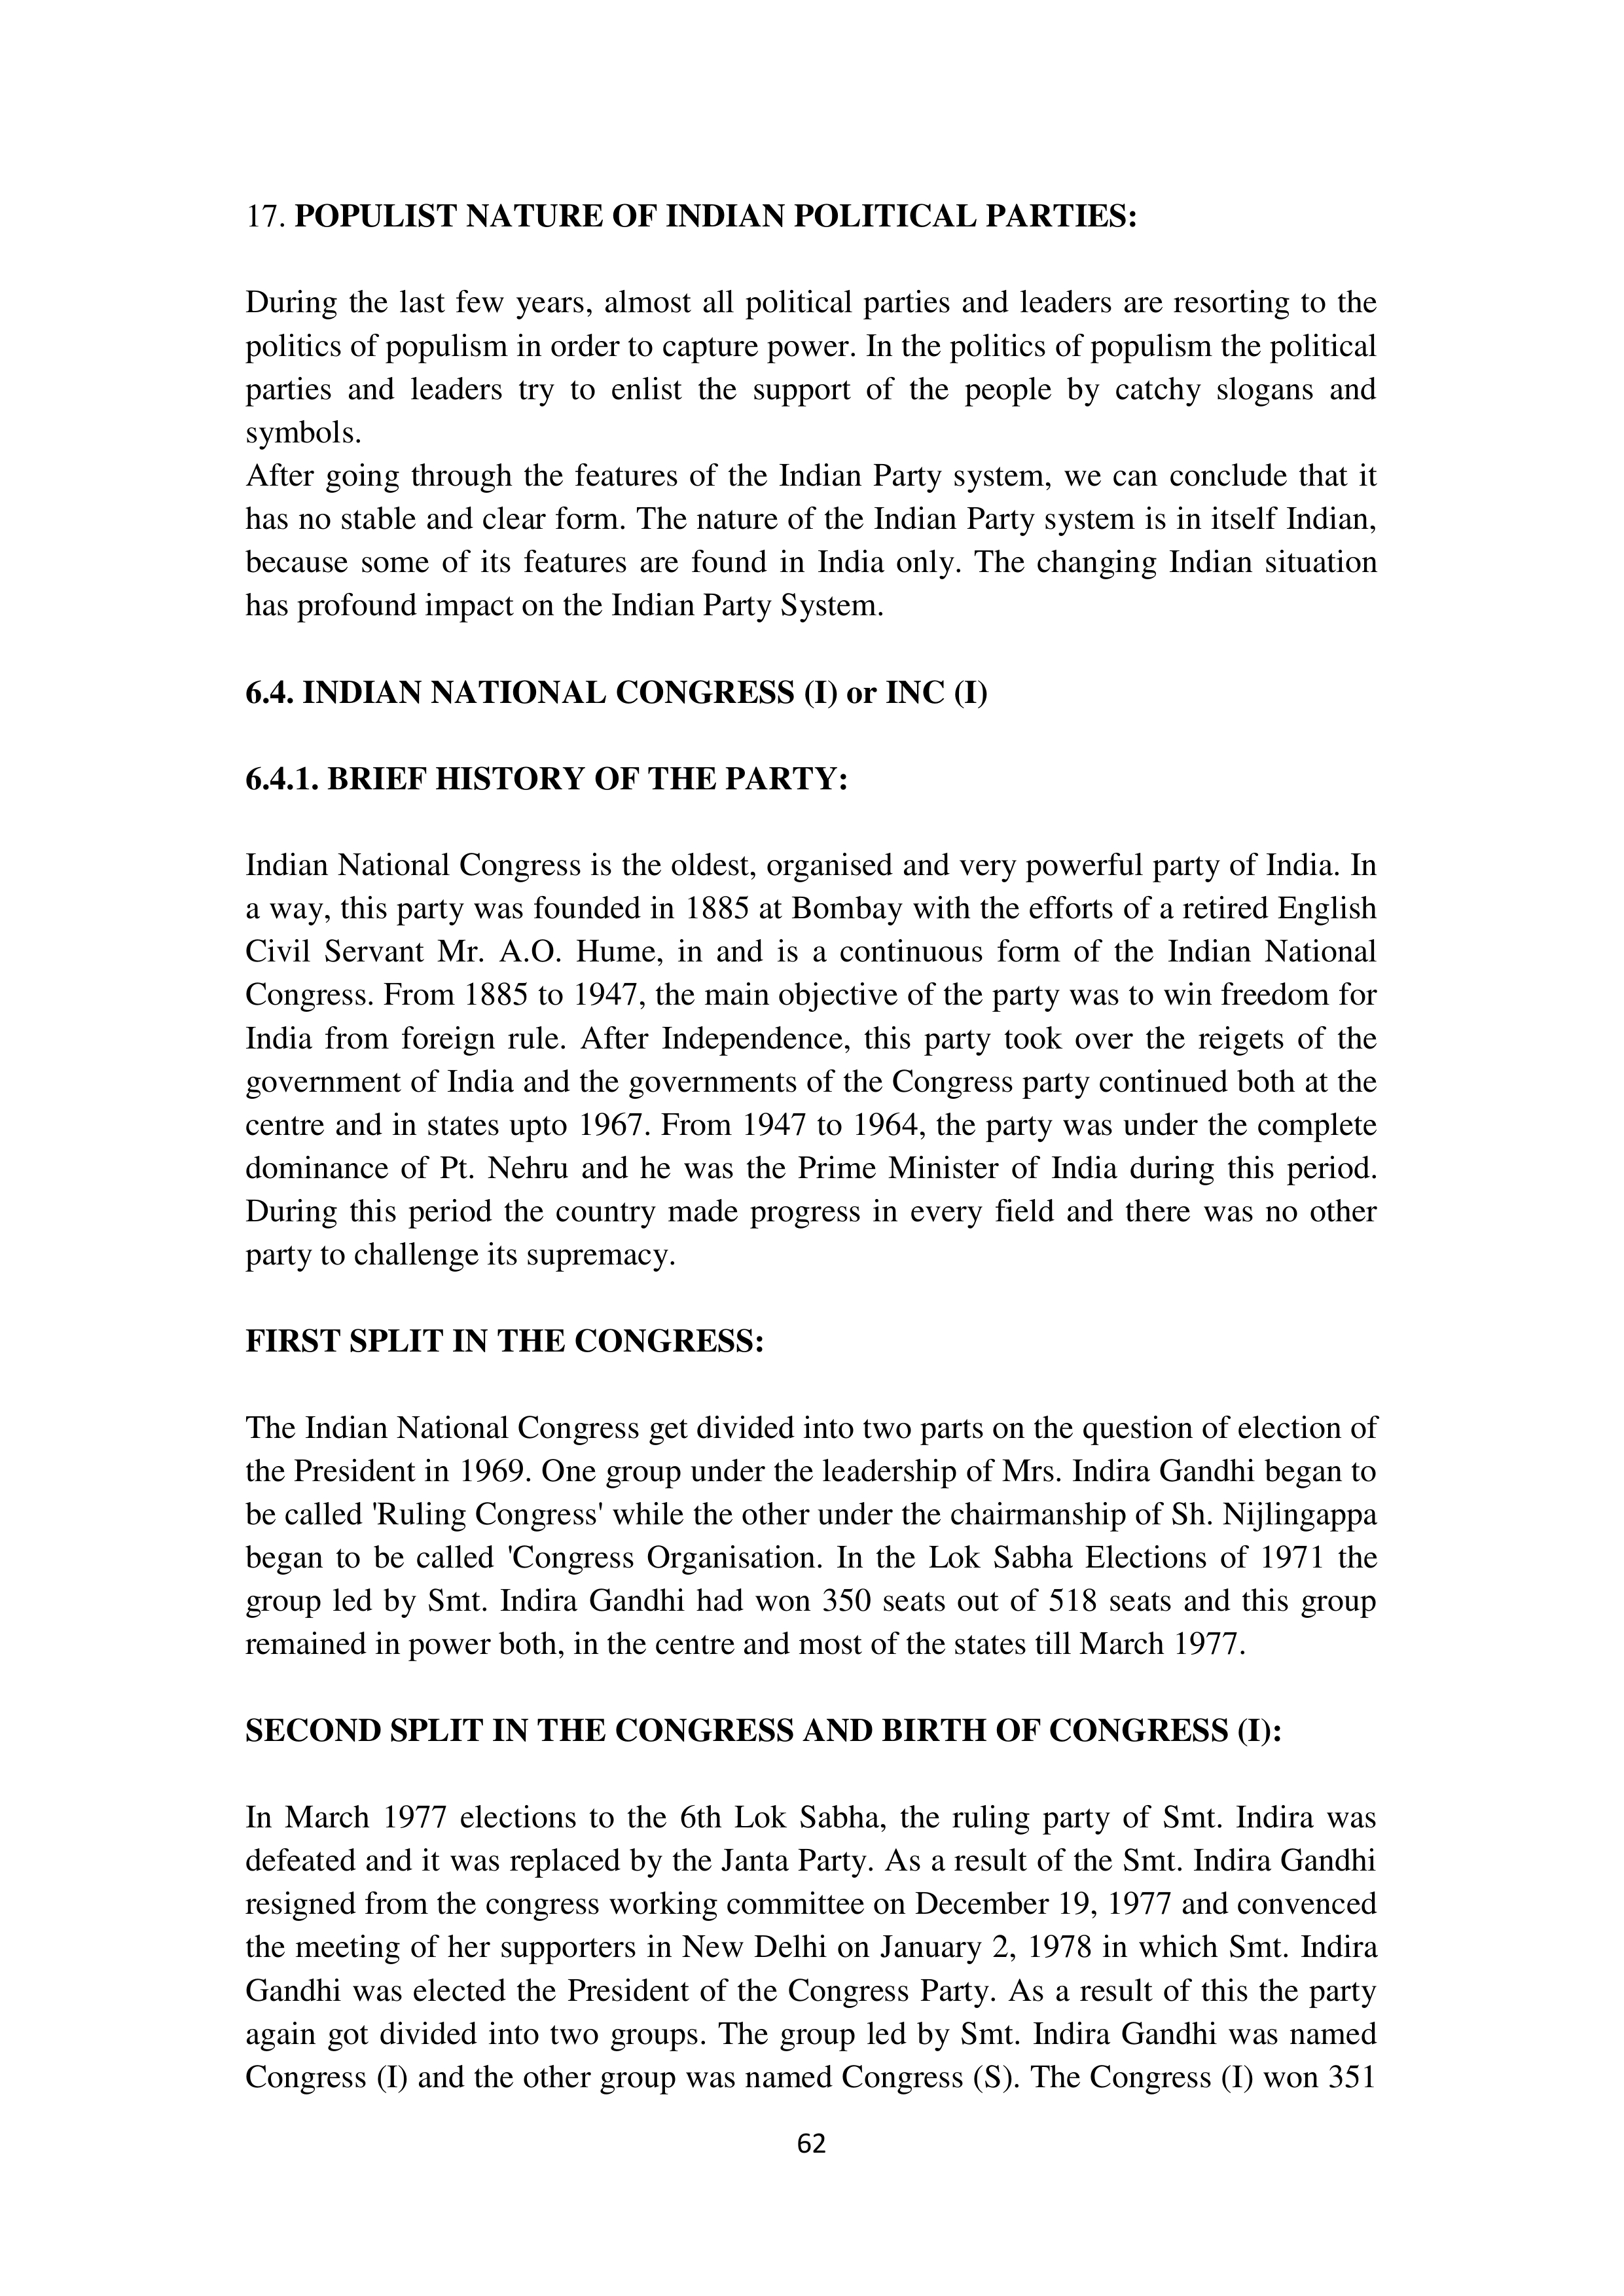 17. POPULIST NATURE OF INDIAN POLITICAL PARTIES:
During the last few years, almost all political parties and leaders are resorting to the
politics of populism in order to capture power. In the politics of populism the political
parties and leaders try to enlist the support of the people by catchy slogans and
symbols.
After going through the features of the Indian Party system, we can conclude that it
has no stable and clear form. The nature of the Indian Party system is in itself Indian,
because some of its features are found in India only. The changing Indian situation
has profound impact on the Indian Party System.
6.4. INDIAN NATIONAL CONGRESS (I) or INC (I)
6.4.1. BRIEF HISTORY OF THE PARTY:
Indian National Congress is the oldest, organised and very powerful party of India. In
a way, this party was founded in 1885 at Bombay with the efforts of a retired English
Civil Servant Mr. A.O. Hume, in and is a continuous form of the Indian National
Congress. From 1885 to 1947, the main objective of the party was to win freedom for
India from foreign rule. After Independence, this party took over the reigets of the
government of India and the governments of the Congress party continued both at the
centre and in states upto 1967. From 1947 to 1964, the party was under the complete
dominance of Pt. Nehru and he was the Prime Minister of India during this period.
During this period the country made progress in every field and there was no other
party to challenge its supremacy.
FIRST SPLIT IN THE CONGRESS:
The Indian National Congress get divided into two parts on the question of election of
the President in 1969. One group under the leadership of Mrs. Indira Gandhi began to
be called 'Ruling Congress' while the other under the chairmanship of Sh. Nijlingappa
began to be called 'Congress Organisation. In the Lok Sabha Elections of 1971 the
group led by Smt. Indira Gandhi had won 350 seats out of 518 seats and this group
remained in power both, in the centre and most of the states till March 1977.
SECOND SPLIT IN THE CONGRESS AND BIRTH OF CONGRESS (I):
In March 1977 elections to the 6th Lok Sabha, the ruling party of Smt. Indira was
defeated and it was replaced by the Janta Party. As a result of the Smt. Indira Gandhi
resigned from the congress working committee on December 19, 1977 and convenced
the meeting of her supporters in New Delhi on January 2, 1978 in which Smt. Indira
Gandhi was elected the President of the Congress Party. As a result of this the party
again got divided into two groups. The group led by Smt. Indira Gandhi was named
Congress (I) and the other group was named Congress (S). The Congress (I) won 351
62